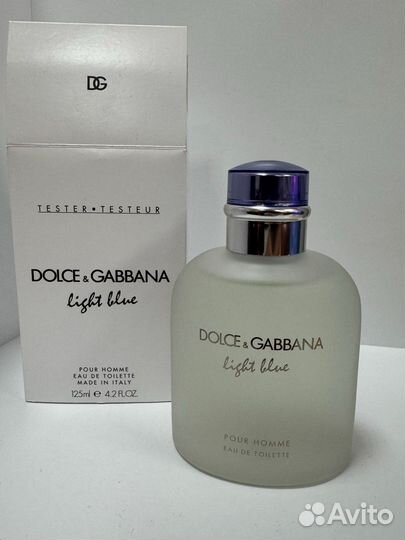 DG
TESTER • TESTEUR
DOLCE & GABBANA
light blue
POUR HOMME
EAU DE TOILETTE
MADE IN ITALY
125ml e 4.2 FL.OZ.
DOLCE & GABBANA
light blue
POUR HOMME
EAU DE TOILETTE
Avito